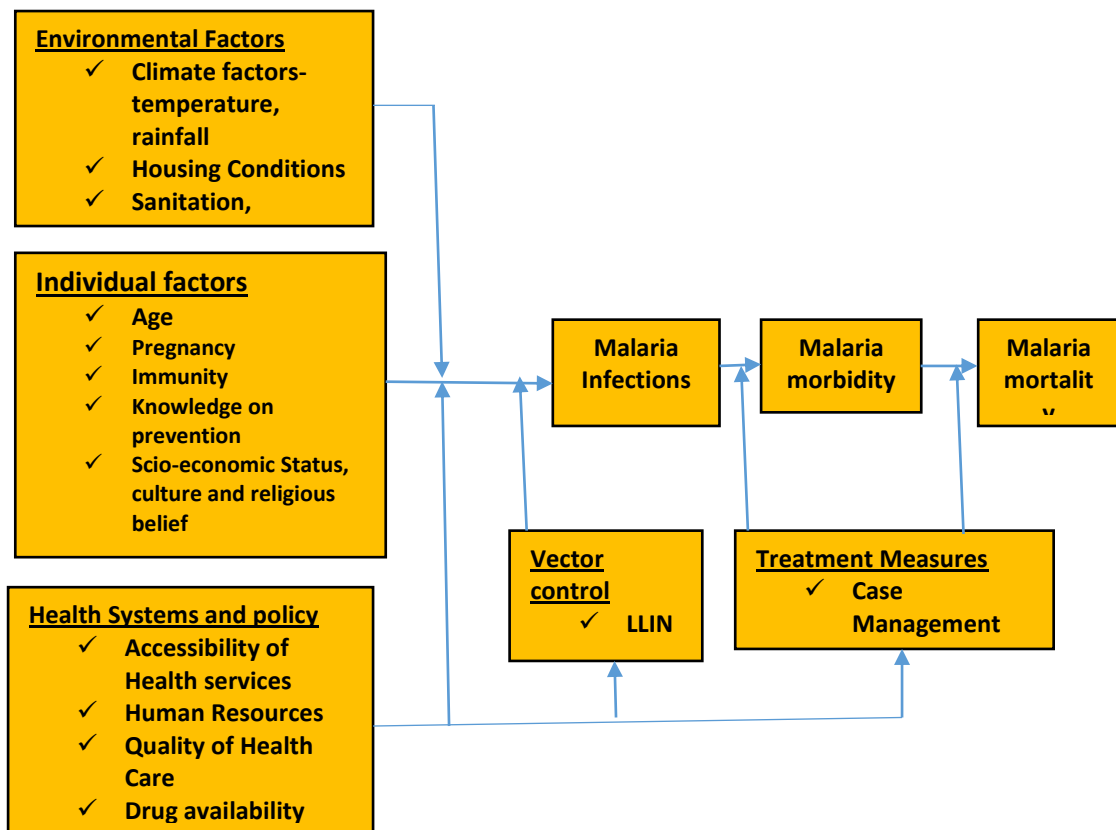 Environmental Factors
✓ Climate factors-
temperature,
rainfall
✓ Housing Conditions
✓ Sanitation,
Individual factors
✓ Age
✓ Pregnancy
✓ Immunity
✓ Knowledge on
prevention
✓ Scio-economic Status,
culture and religious
belief
Health Systems and policy
✓ Accessibility of
Health services
✓ Human Resources
✓ Quality of Health
Care
✓ Drug availability
Malaria
Infections
Malaria
morbidity
Malaria
mortalit
y
Vector
control
✓ LLIN
Treatment Measures
✓ Case
Management